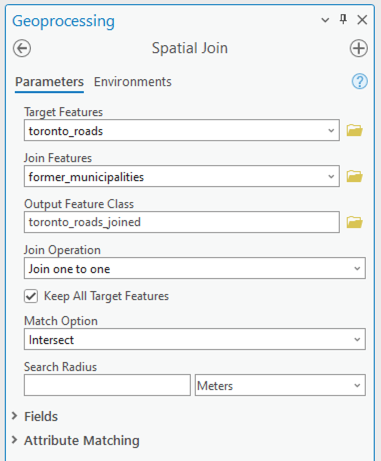 Geoprocessing
Spatial Join
Parameters Environments
Target Features
toronto_roads
Join Features
former_municipalities
Output Feature Class
toronto_roads_joined
Join Operation
Join one to one
Keep All Target Features
Match Option
Intersect
Search Radius
Meters
Fields
Attribute Matching